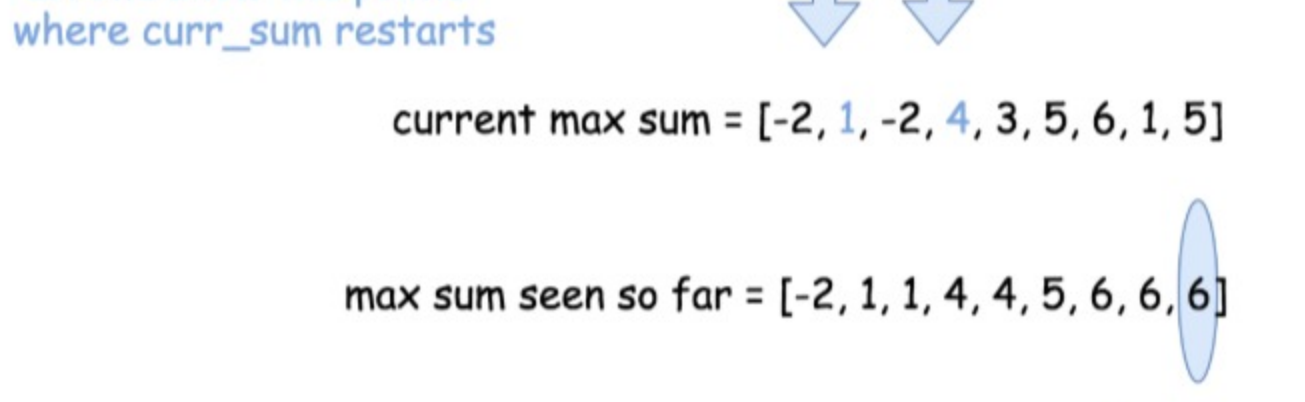 where curr_sum restarts
current max sum = [-2, 1, -2, 4, 3, 5, 6, 1, 5]
max sum seen so far = [-2, 1, 1, 4, 4, 5, 6, 6, 6]